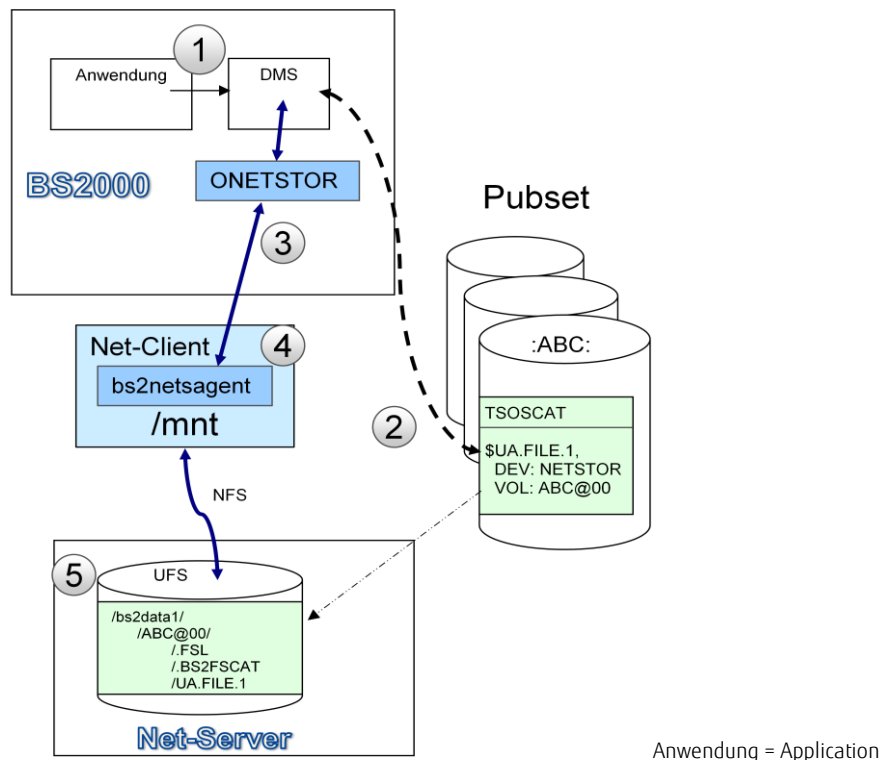 1
Anwendung
DMS
BS2000
ONETSTOR
3
Pubset
:ABC:
TSOSCAT
$UA.FILE.1,
DEV: NETSTOR
VOL: ABC@00
2
Net-Client
4
bs2netsagent
/mnt
NFS
5
UFS
/bs2data1/
/ABC@00/
/.FSL
/.BS2FSCAT
/UA.FILE.1
Net-Server
Anwendung = Application